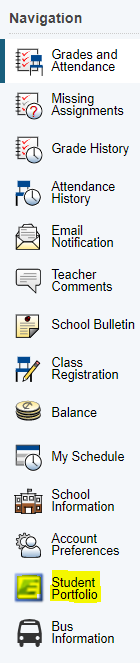 Navigation
Grades and
Attendance
Missing
Assignments
Grade History
Attendance
History
Email
Notification
Teacher
Comments
School Bulletin
Class
Registration
Balance
My Schedule
School
Information
Account
Preferences
Student
Portfolio
Bus
Information